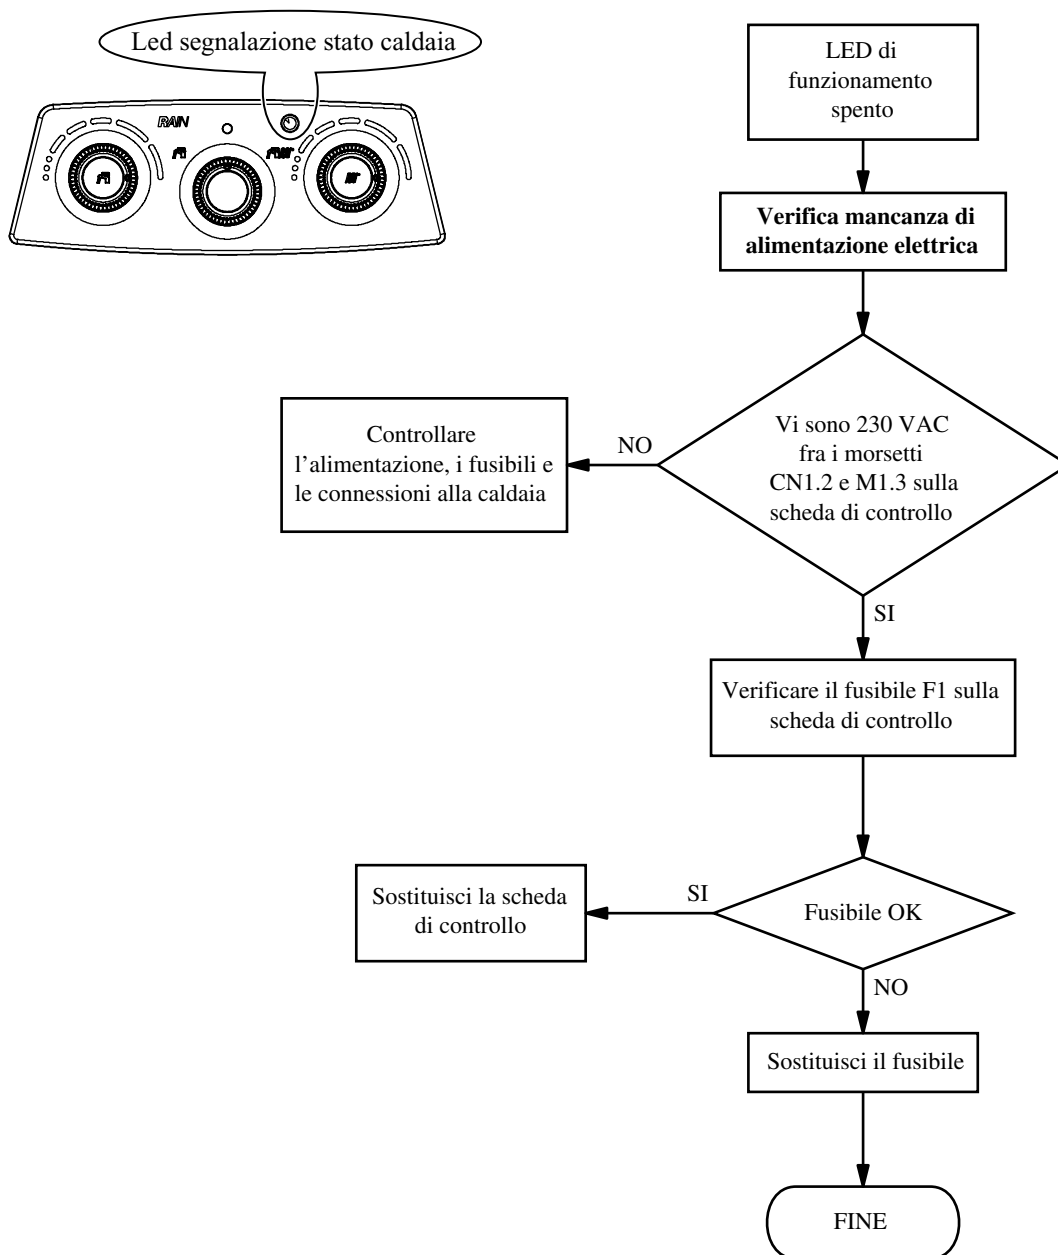 Led segnalazione stato caldaia
RAIN
LED di
funzionamento
spento
Verifica mancanza di
alimentazione elettrica
Vi sono 230 VAC
fra i morsetti
CN1.2 e M1.3 sulla
scheda di controllo
NO
Controllare
l’alimentazione, i fusibili e
le connessioni alla caldaia
SI
Verificare il fusibile F1 sulla
scheda di controllo
Fusibile OK
SI
Sostituisci la scheda
di controllo
NO
Sostituisci il fusibile
FINE